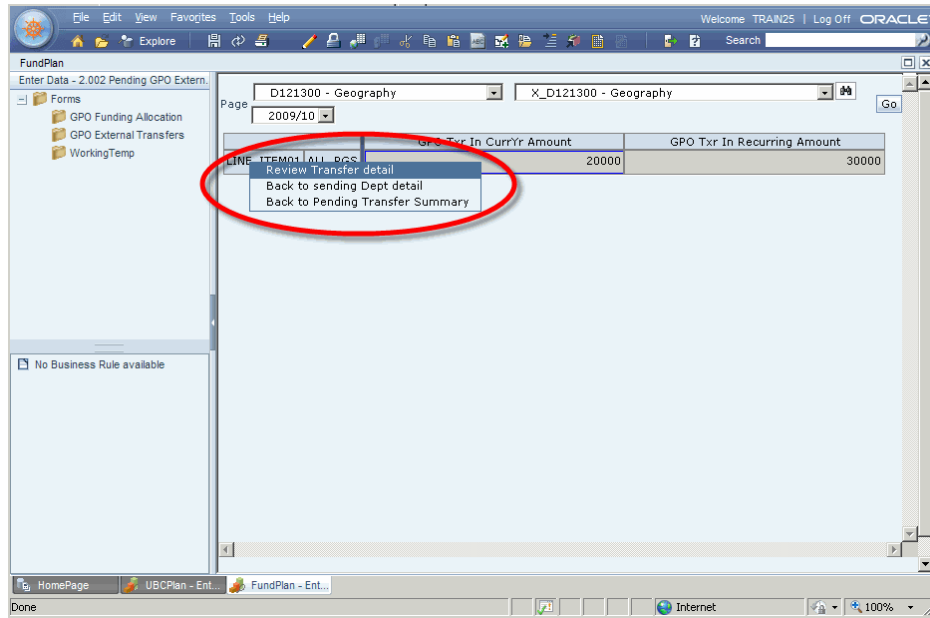 File Edit View Favorites Tools Help
Welcome TRAIN25 | Log Off ORACLE
Explore
Search
FundPlan
Enter Data - 2.002 Pending GPO Extern.
Forms
GPO Funding Allocation
GPO External Transfers
WorkingTemp
Page
D121300 - Geography
X_D121300 - Geography
Go
2009/10
GPO Txr In CurrYr Amount
GPO Txr In Recurring Amount
LINE_ITEM01 ALL_PGS
20000
30000
Review Transfer detail
Back to sending Dept detail
Back to Pending Transfer Summary
No Business Rule available
HomePage
UBCPlan - Ent...
FundPlan - Ent...
Done
Internet
100%